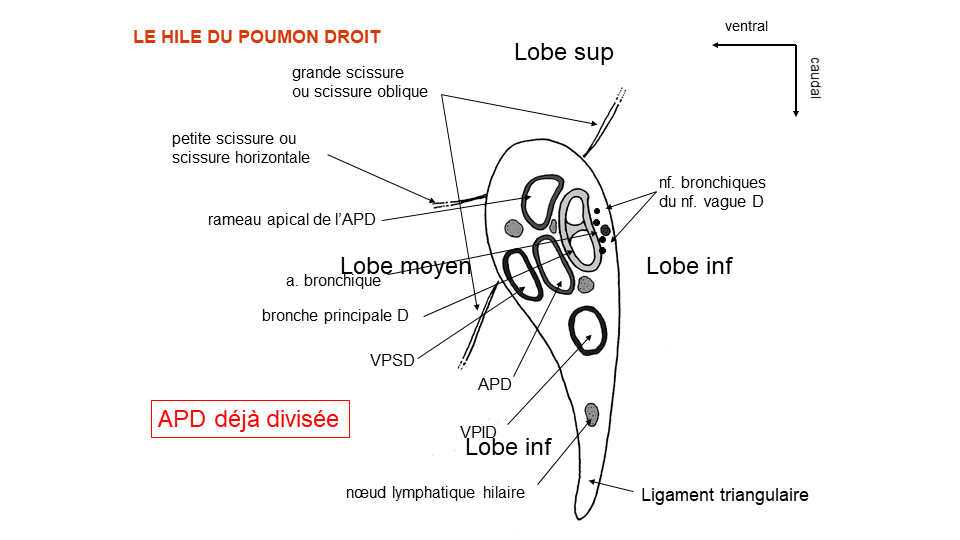 LE HILE DU POUMON DROIT
ventral
caudal
Lobe sup
grande scissure
ou scissure oblique
petite scissure ou
scissure horizontale
nf. bronchiques
du nf. vague D
rameau apical de l'APD
Lobe moyen
Lobe inf
a. bronchique
bronche principale D
VPSD
APD
APD déjà divisée
VPID
Lobe inf
nœud lymphatique hilaire
Ligament triangulaire